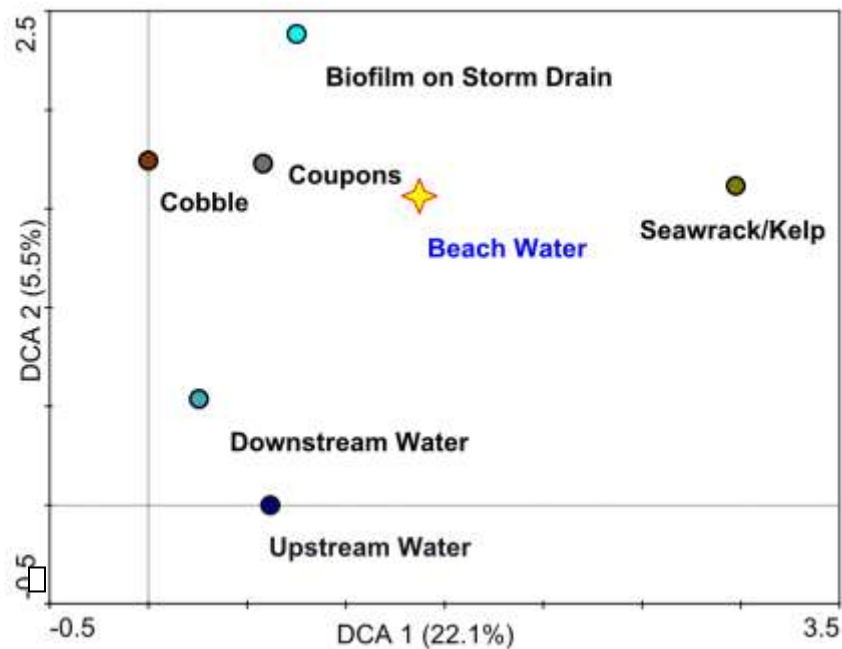 2.5
Biofilm on Storm Drain
Coupons
Cobble
Seawrack/Kelp
Beach Water
DCA 2 (5.5%)
Downstream Water
Upstream Water
-0.5
-0.5
DCA 1 (22.1%)
3.5